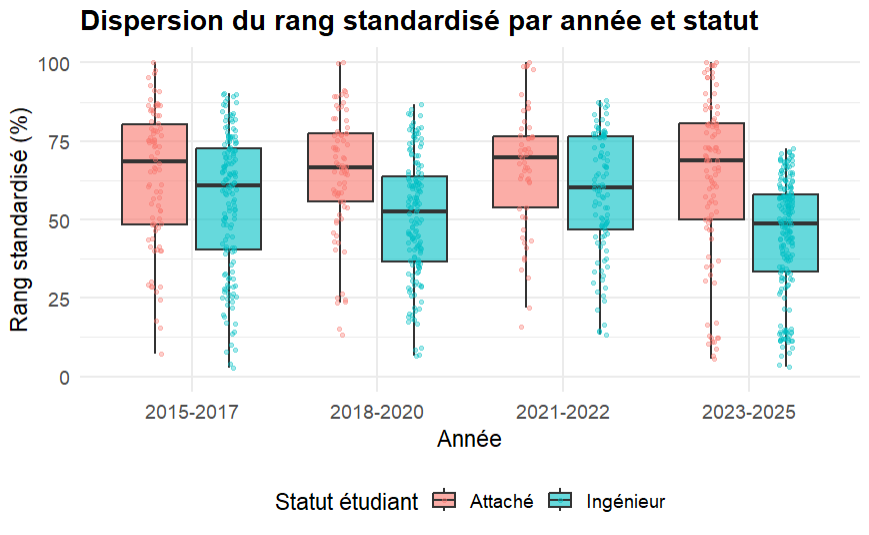 Dispersion du rang standardisé par année et statut
Rang standardisé (%)
100
75
50
25
0
2015-2017 2018-2020 2021-2022 2023-2025
Année
Statut étudiant Attaché Ingénieur